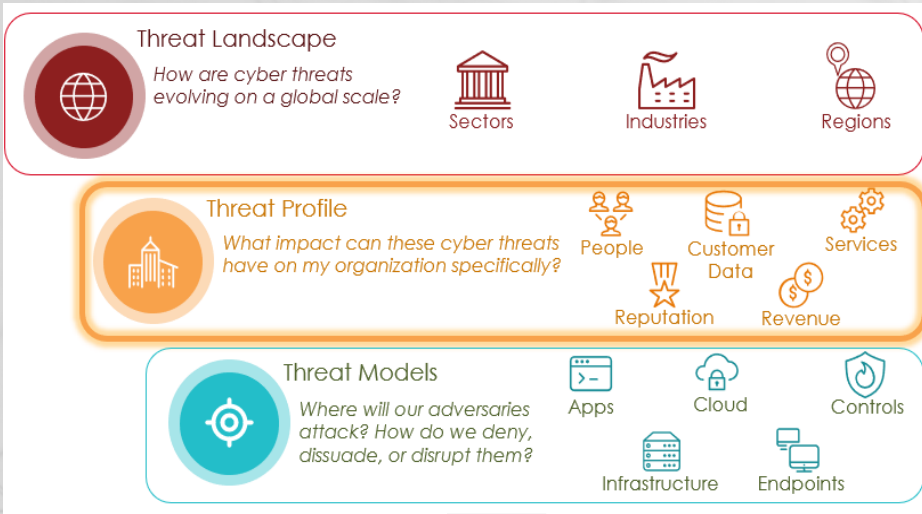 Threat Landscape
How are cyber threats
evolving on a global scale?
Sectors
Industries
Regions
Threat Profile
What impact can these cyber threats
have on my organization specifically?
People
Customer
Data
Services
Reputation
Revenue
Threat Models
Where will our adversaries
attack? How do we deny,
dissuade, or disrupt them?
Apps
Cloud
Controls
Infrastructure
Endpoints